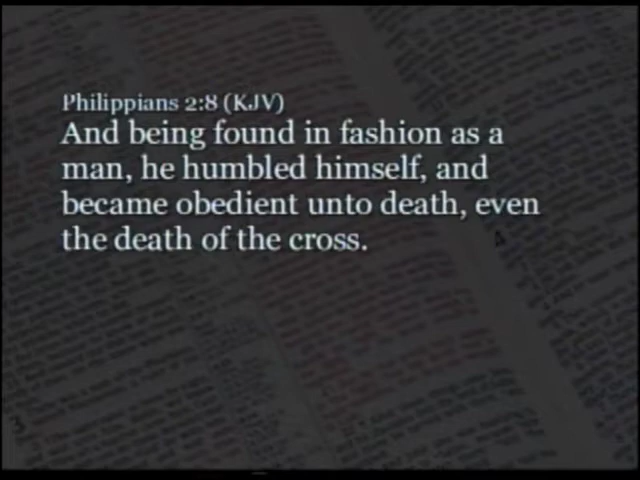 Philippians 2:8 (KJV)
And being found in fashion as a
man, he humbled himself, and
became obedient unto death, even
the death of the cross.